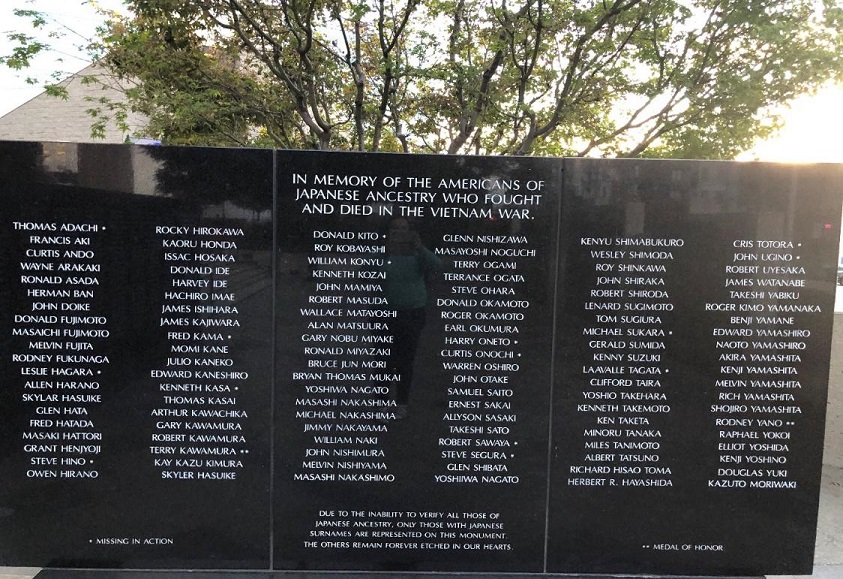 IN MEMORY OF THE AMERICANS OF
JAPANESE ANCESTRY WHO FOUGHT
AND DIED IN THE VIETNAM WAR.
THOMAS ADACHI •
FRANCIS AKI
CURTIS ANDO
WAYNE ARAKAKI
RONALD ASADA
HERMAN BAN
JOHN DOIKE
DONALD FUJIMOTO
MASAICHI FUJIMOTO
MELVIN FUJITA
RODNEY FUKUNAGA
LESLIE HAGARA •
ALLEN HARANO
SKYLAR HASUIKE
GLEN HATA
FRED HATADA
MASAKI HATTORI
GRANT HENJYOJI
STEVE HINO •
OWEN HIRANO
ROCKY HIROKAWA
KAORU HONDA
ISSAC HOSAKA
DONALD IDE
HARVEY IDE
HACHIRO IMAE
JAMES ISHIHARA
JAMES KAJIWARA
FRED KAMA •
MOMI KANE
JULIO KANEKO
EDWARD KANESHIRO
KENNETH KASA •
THOMAS KASAI
ARTHUR KAWACHIKA
GARY KAWAMURA
ROBERT KAWAMURA
TERRY KAWAMURA ••
KAY KAZU KIMURA
SKYLER HASUIKE
DONALD KITO •
ROY KOBAYASHI
WILLIAM KONYU •
KENNETH KOZAI
JOHN MAMIYA
ROBERT MASUDA
WALLACE MATAYOSHI
ALAN MATSUURA
GARY NOBU MIYAKE
RONALD MIYAZAKI
BRUCE JUN MORI
BRYAN THOMAS MUKAI
YOSHIWA NAGATO
MASASHI NAKASHIMA
MICHAEL NAKASHIMA
JIMMY NAKAYAMA
WILLIAM NAKI
JOHN NISHIMURA
MELVIN NISHIYAMA
MASASHI NAKASHIMO
GLENN NISHIZAWA
MASAYOSHI NOGUCHI
TERRY OGAMI
TERRANCE OGATA
STEVE OHARA
DONALD OKAMOTO
ROGER OKAMOTO
EARL OKUMURA
HARRY ONETO •
CURTIS ONOCHI •
WARREN OSHIRO
JOHN OTAKE
SAMUEL SAITO
ERNEST SAKAI
ALLYSON SASAKI
TAKESHI SATO
ROBERT SAWAYA •
STEVE SEGURA •
GLEN SHIBATA
YOSHIWA NAGATO
KENYU SHIMABUKURO
WESLEY SHIMODA
ROY SHINKAWA
JOHN SHIRAKA
ROBERT SHIRODA
LENARD SUGIMOTO
TOM SUGIURA
MICHAEL SUKARA •
GERALD SUMIDA
KENNY SUZUKI
LAAVALLE TAGATA •
CLIFFORD TAIRA
YOSHIO TAKEHARA
KENNETH TAKEMOTO
KEN TAKETA
MINORU TANAKA
MILES TANIMOTO
ALBERT TATSUNO
RICHARD HISAO TOMA
HERBERT R. HAYASHIDA
CRIS TOTORA •
JOHN UGINO •
ROBERT UYESAKA
JAMES WATANABE
TAKESHI YABIKU
ROGER KIMO YAMANAKA
BENJI YAMANE
EDWARD YAMASHIRO
NAOTO YAMASHIRO
AKIRA YAMASHITA
KENJI YAMASHITA
MELVIN YAMASHITA
RICH YAMASHITA
SHOJIRO YAMASHITA
RODNEY YANO ••
RAPHAEL YOKOI
ELLIOT YOSHIDA
KENJI YOSHINO
DOUGLAS YUKI
KAZUTO MORIWAKI
• MISSING IN ACTION
DUE TO THE INABILITY TO VERIFY ALL THOSE OF
JAPANESE ANCESTRY, ONLY THOSE WITH JAPANESE
SURNAMES ARE REPRESENTED ON THIS MONUMENT.
THE OTHERS REMAIN FOREVER ETCHED IN OUR HEARTS.
•• MEDAL OF HONOR